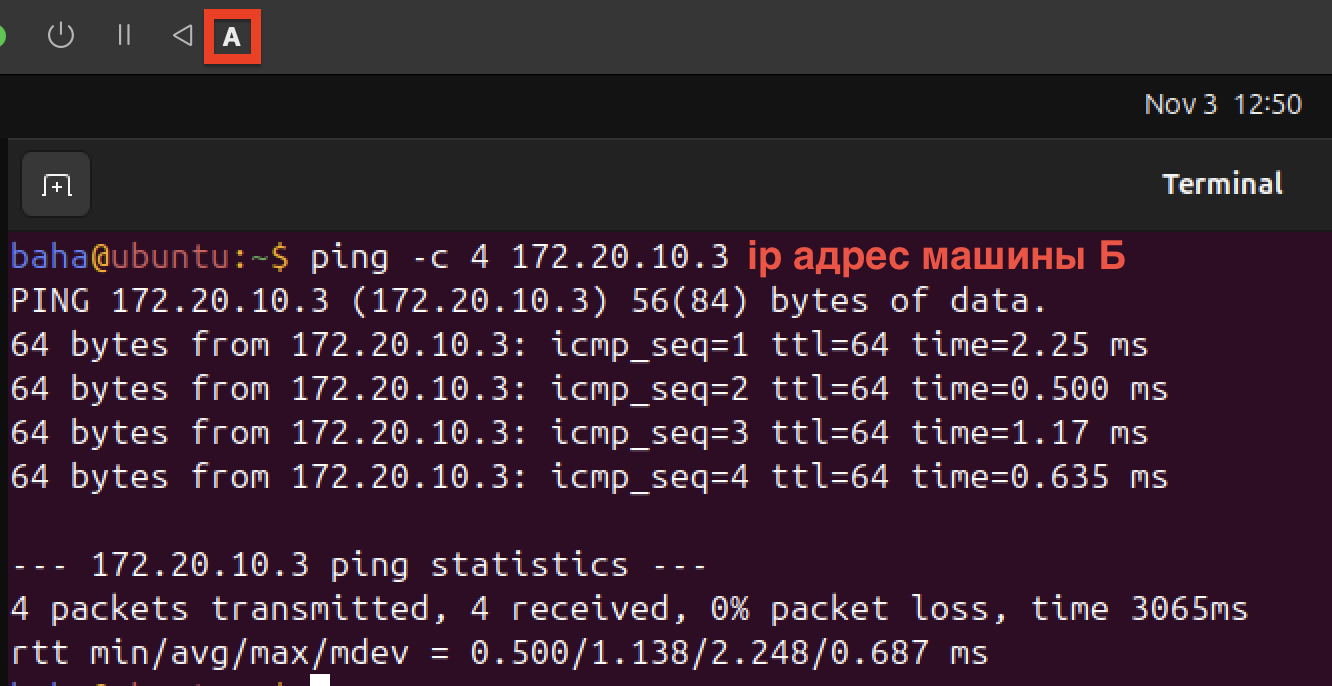 A
Nov 3 12:50
Terminal
baha@ubuntu:~$ ping -c 4 172.20.10.3 ip адрес машины Б
PING 172.20.10.3 (172.20.10.3) 56(84) bytes of data.
64 bytes from 172.20.10.3: icmp_seq=1 ttl=64 time=2.25 ms
64 bytes from 172.20.10.3: icmp_seq=2 ttl=64 time=0.500 ms
64 bytes from 172.20.10.3: icmp_seq=3 ttl=64 time=1.17 ms
64 bytes from 172.20.10.3: icmp_seq=4 ttl=64 time=0.635 ms
--- 172.20.10.3 ping statistics ---
4 packets transmitted, 4 received, 0% packet loss, time 3065ms
rtt min/avg/max/mdev = 0.500/1.138/2.248/0.687 ms